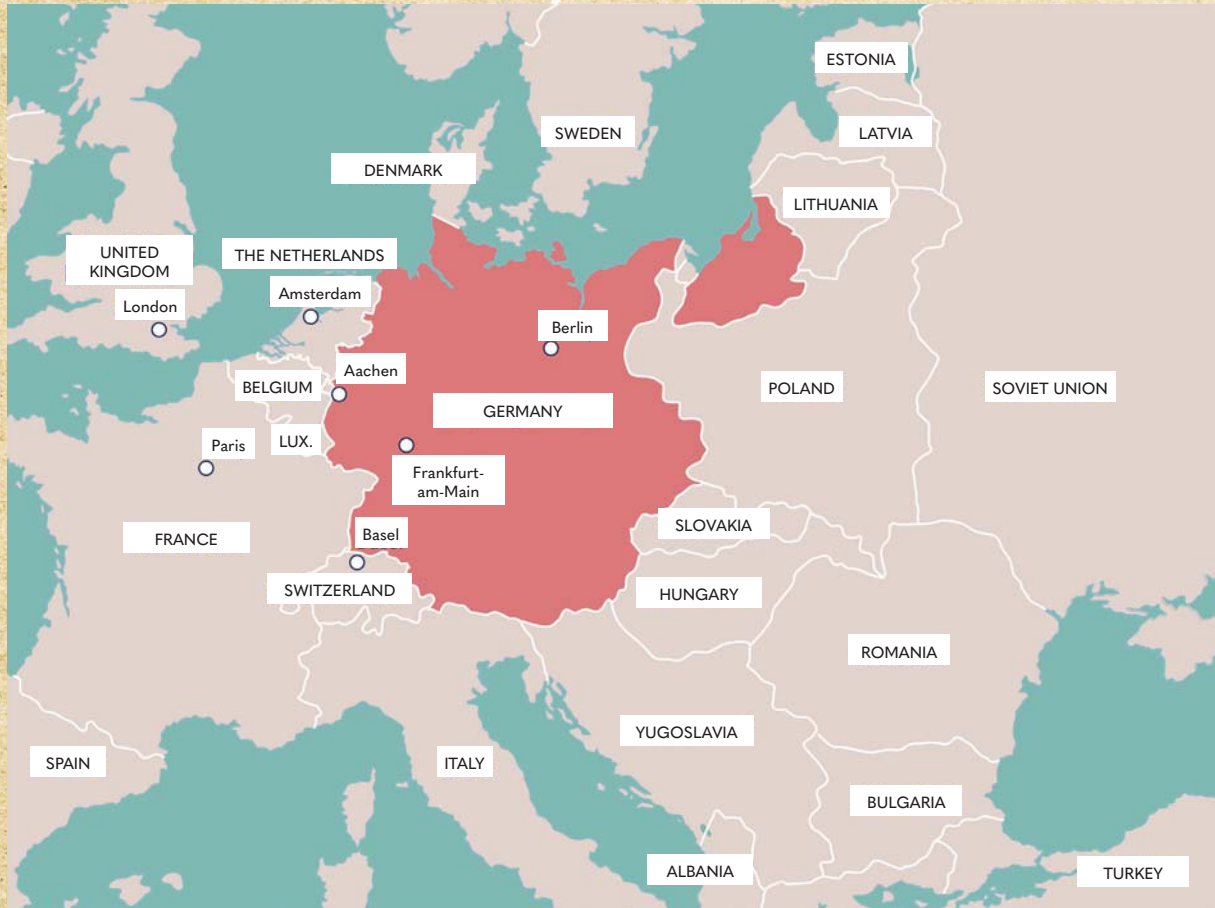 ESTONIA
SWEDEN
LATVIA
DENMARK
LITHUANIA
UNITED
KINGDOM
THE NETHERLANDS
Amsterdam
London
Berlin
Aachen
BELGIUM
POLAND
SOVIET UNION
GERMANY
Paris
LUX.
Frankfurt-
am-Main
SLOVAKIA
Basel
FRANCE
SWITZERLAND
HUNGARY
ROMANIA
YUGOSLAVIA
SPAIN
ITALY
BULGARIA
ALBANIA
TURKEY